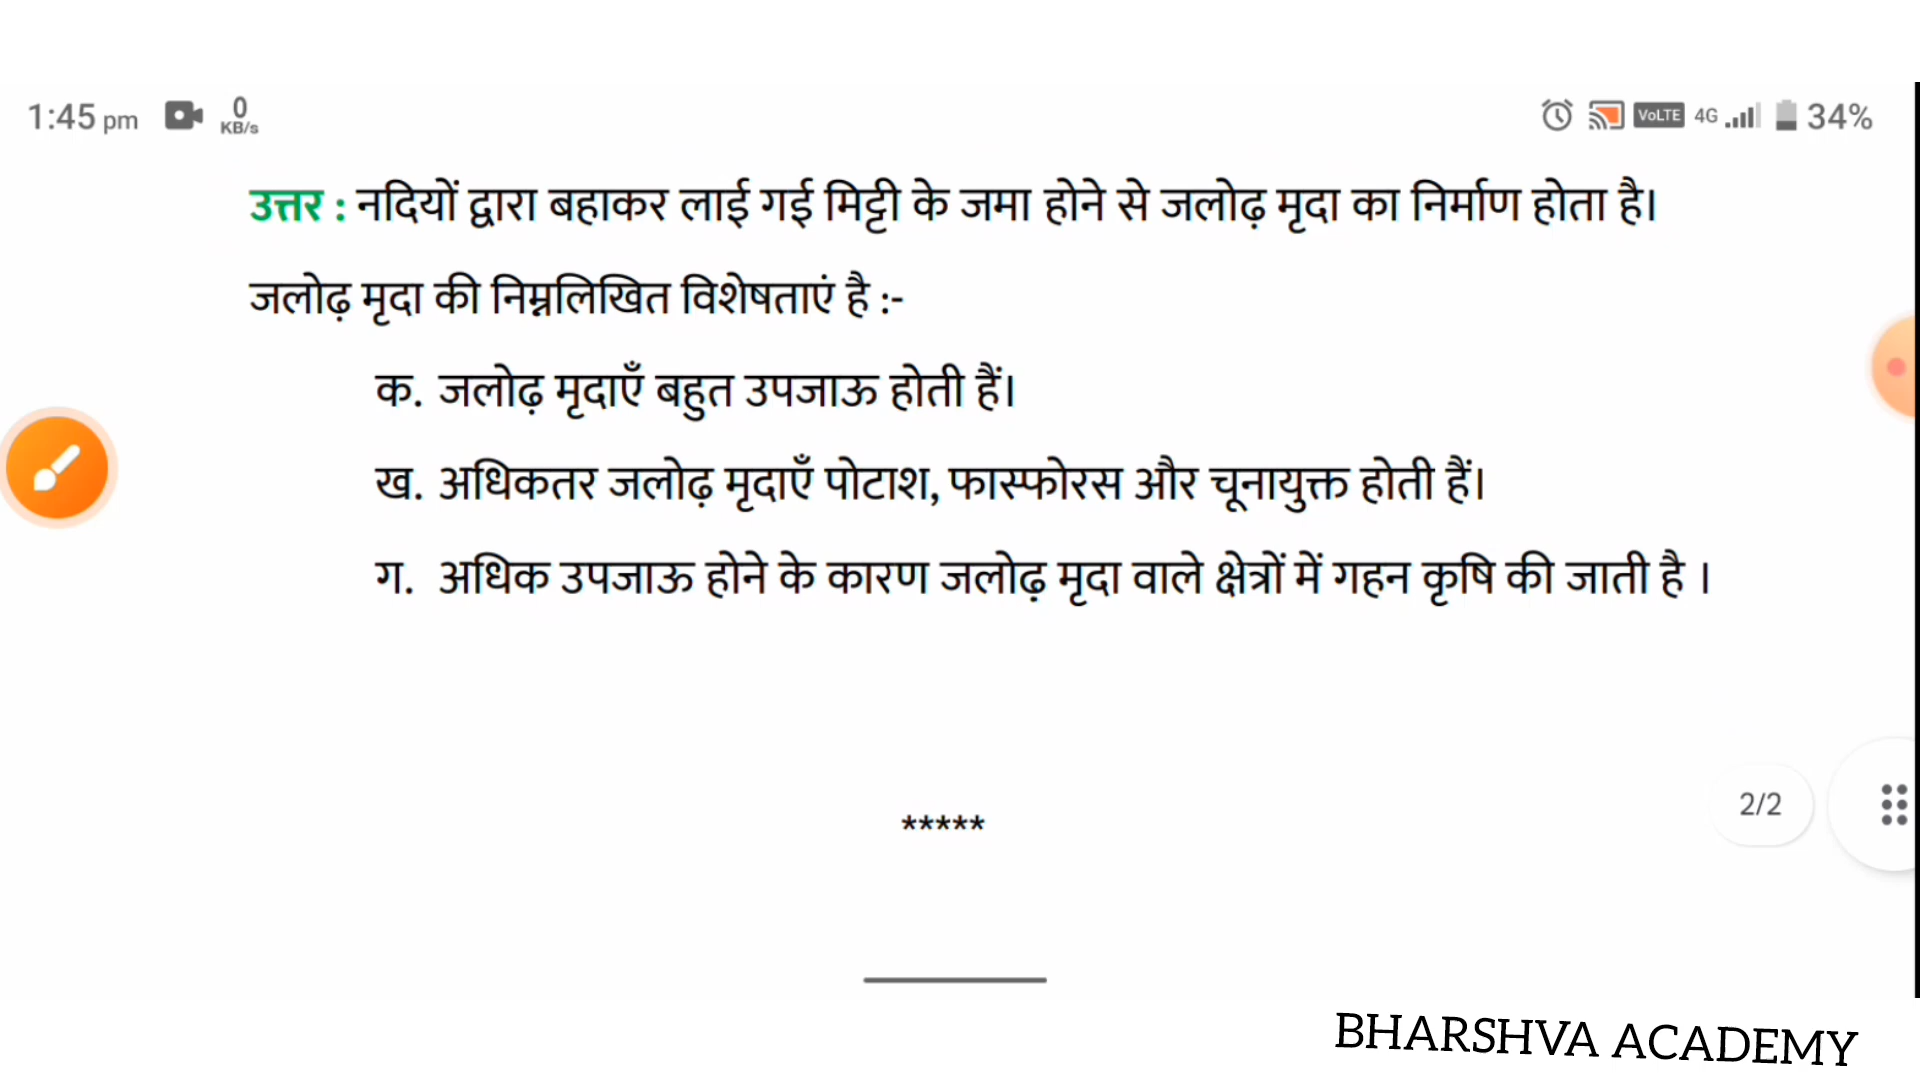 1:45 pm 0 KB/s VoLTE 4G 34%
उत्तर : नदियों द्वारा बहाकर लाई गई मिट्टी के जमा होने से जलोढ़ मृदा का निर्माण होता है।
जलोढ़ मृदा की निम्नलिखित विशेषताएं है :-
क. जलोढ़ मृदाएँ बहुत उपजाऊ होती हैं।
ख. अधिकतर जलोढ़ मृदाएँ पोटाश, फास्फोरस और चूनायुक्त होती हैं।
ग. अधिक उपजाऊ होने के कारण जलोढ़ मृदा वाले क्षेत्रों में गहन कृषि की जाती है ।
2/2
*****
BHARSHVA ACADEMY